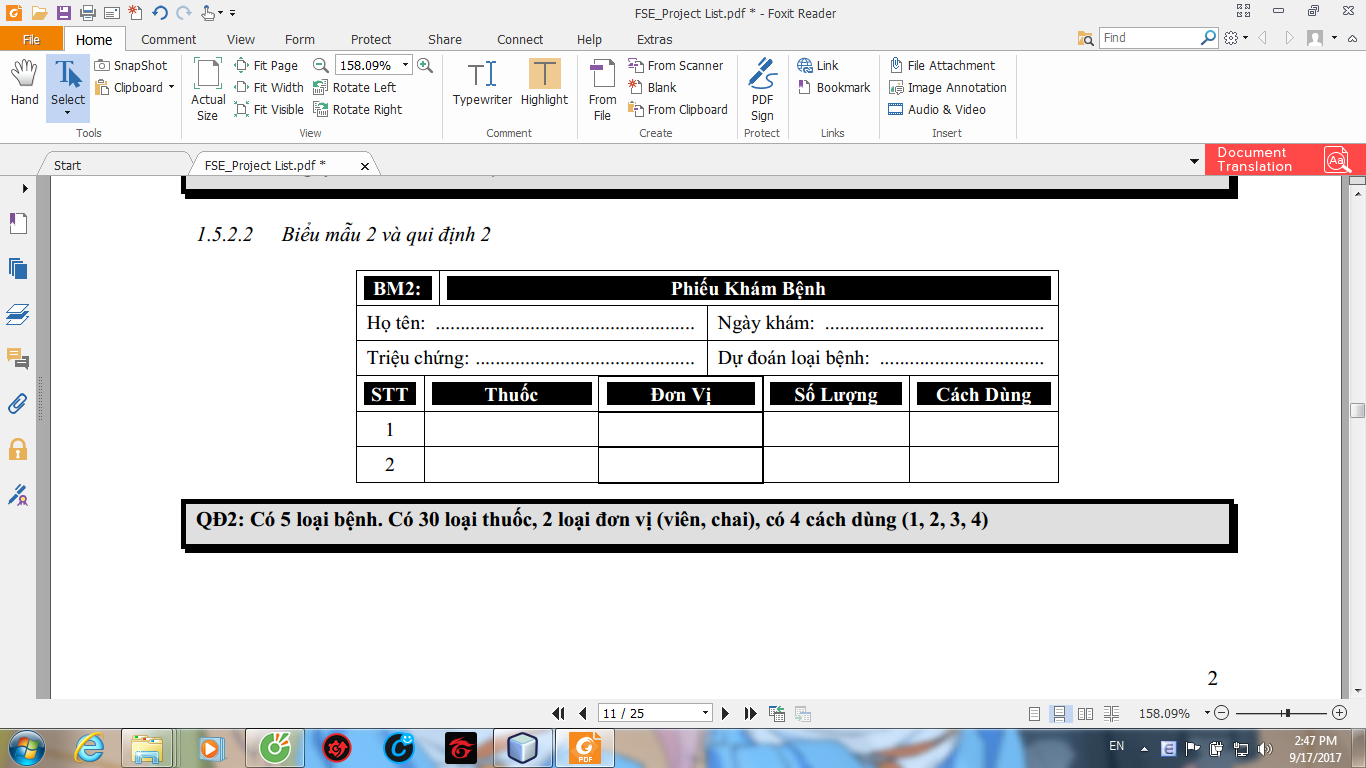 FSE_Project List.pdf * - Foxit Reader
File Home Comment View Form Protect Share Connect Help Extras
Find
Hand
Select
SnapShot
Clipboard
Tools
Actual Size
Fit Page
Fit Width
Fit Visible
158.09%
Rotate Left
Rotate Right
View
Typewriter
Highlight
Comment
From File
From Scanner
Blank
From Clipboard
Create
PDF Sign
Protect
Link
Bookmark
Links
File Attachment
Image Annotation
Audio & Video
Insert
Start
FSE_Project List.pdf *
Document
Translation
1.5.2.2 Biểu mẫu 2 và qui định 2
BM2: Phiếu Khám Bệnh
Họ tên: .................................................... Ngày khám: ............................................
Triệu chứng: ............................................ Dự đoán loại bệnh: .................................
STT Thuốc Đơn Vị Số Lượng Cách Dùng
1
2
QĐ2: Có 5 loại bệnh. Có 30 loại thuốc, 2 loại đơn vị (viên, chai), có 4 cách dùng (1, 2, 3, 4)
2
11 / 25
158.09%
EN
2:47 PM
9/17/2017
PDF